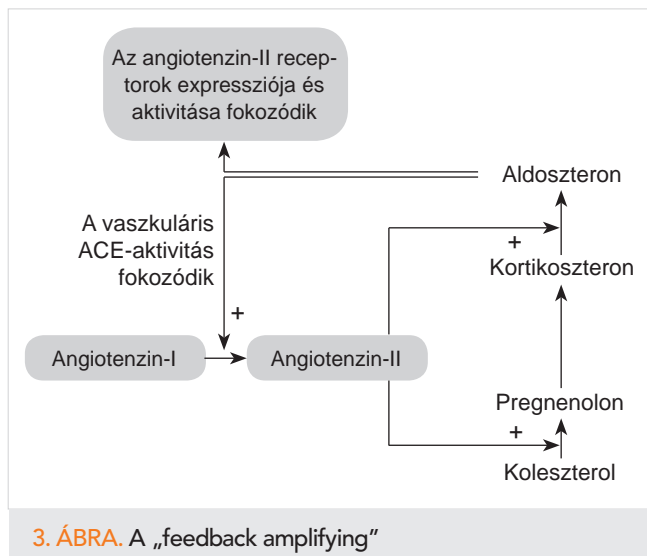 Az angiotenzin-II recep-
torok expressziója és
aktivitása fokozódik
Aldoszteron
A vaszkuláris
ACE-aktivitás
fokozódik
+
Kortikoszteron
+
Angiotenzin-I
Angiotenzin-II
Pregnenolon
+
Koleszterol
3. ÁBRA. A „feedback amplifying”